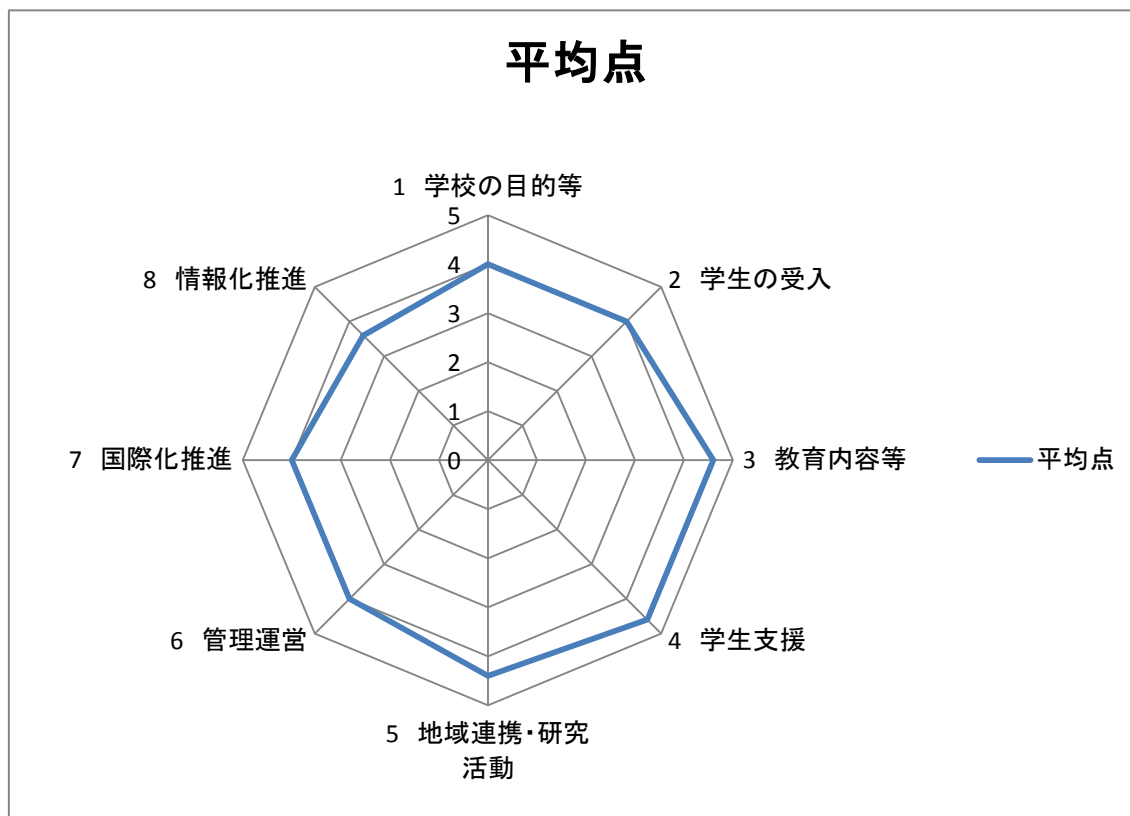 平均点
1 学校の目的等
2 学生の受入
3 教育内容等
4 学生支援
5 地域連携・研究
活動
6 管理運営
7 国際化推進
8 情報化推進
5
4
3
2
1
0
平均点